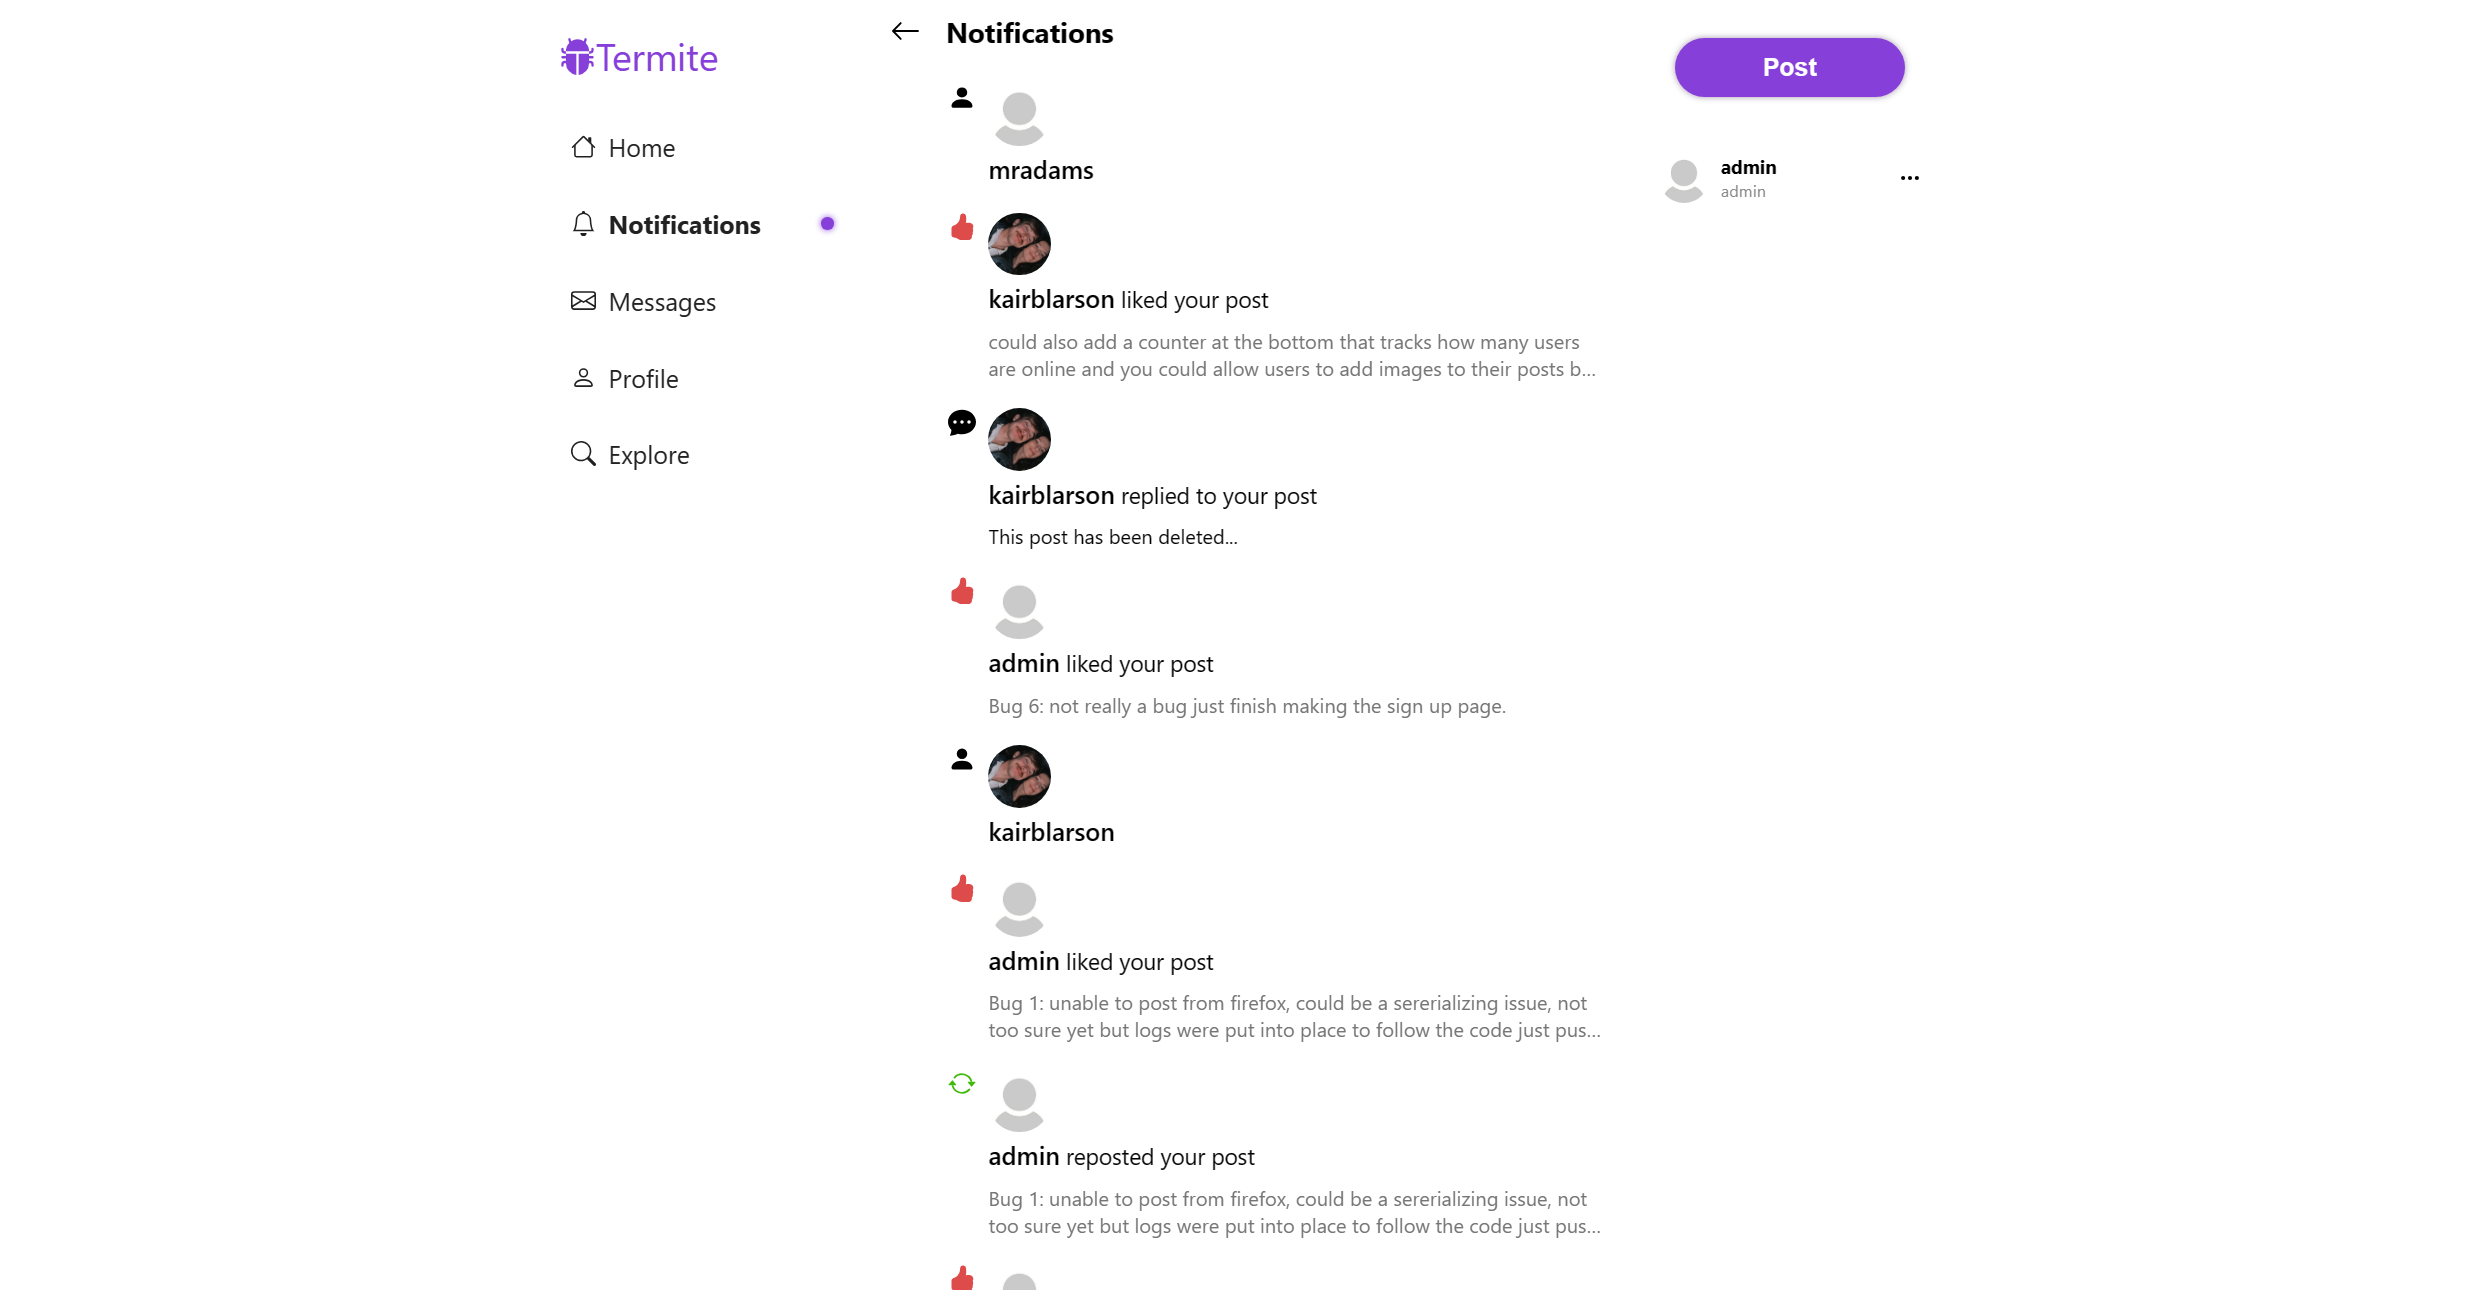 Termite
Home
Notifications
Messages
Profile
Explore
Notifications
mradams
kairblarson liked your post
could also add a counter at the bottom that tracks how many users
are online and you could allow users to add images to their posts b...
kairblarson replied to your post
This post has been deleted...
admin liked your post
Bug 6: not really a bug just finish making the sign up page.
kairblarson
admin liked your post
Bug 1: unable to post from firefox, could be a sererializing issue, not
too sure yet but logs were put into place to follow the code just pus...
admin reposted your post
Bug 1: unable to post from firefox, could be a sererializing issue, not
too sure yet but logs were put into place to follow the code just pus...
Post
admin
admin